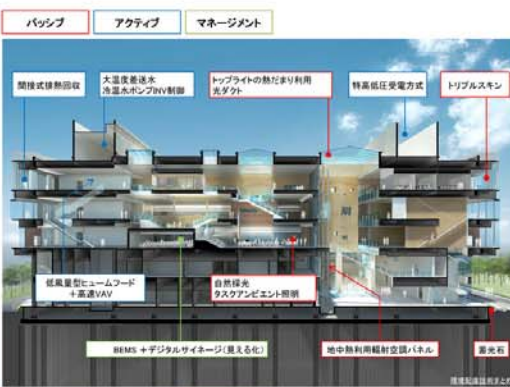 パッシブ
アクティブ
マネージメント
間接式排熱回収
大温度差送水
冷温水ポンプINV制御
トップライトの熱だまり利用
光ダクト
特高低圧受電方式
トリプルスキン
低風量型ヒュームフード
+高速VAV
自然採光
タスクアンビエント照明
BEMS +デジタルサイネージ(見える化)
地中熱利用輻射空調パネル
蓄光石